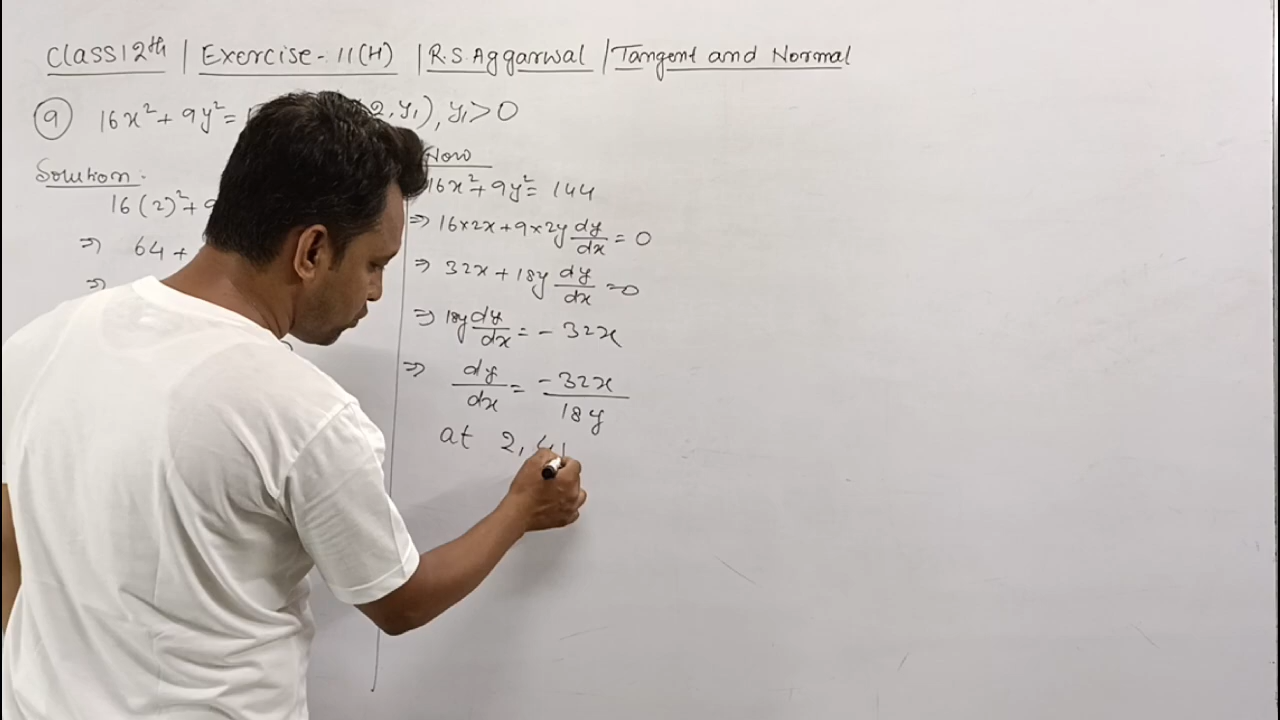 Class 12th | Exercise - 11(H) | R.S. Aggarwal | Tangent and Normal
9 16x² + 9y² = 2, y₁), y₁ > 0
Solution:
16(2)² + 9
⇒ 64 +
⇒
Now
16x² + 9y² = 144
⇒ 16×2x + 9×2y dy/dx = 0
⇒ 32x + 18y dy/dx = 0
⇒ 18y dy/dx = - 32x
⇒ dy/dx = -32x/18y
at 2,